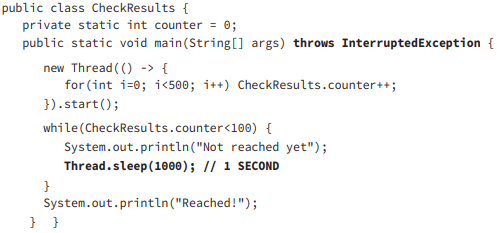 public class CheckResults {
private static int counter = 0;
public static void main(String[] args) throws InterruptedException {
new Thread(() -> {
for(int i=0; i<500; i++) CheckResults.counter++;
}).start();
while(CheckResults.counter<100) {
System.out.println("Not reached yet");
Thread.sleep(1000); // 1 SECOND
}
System.out.println("Reached!");
} }